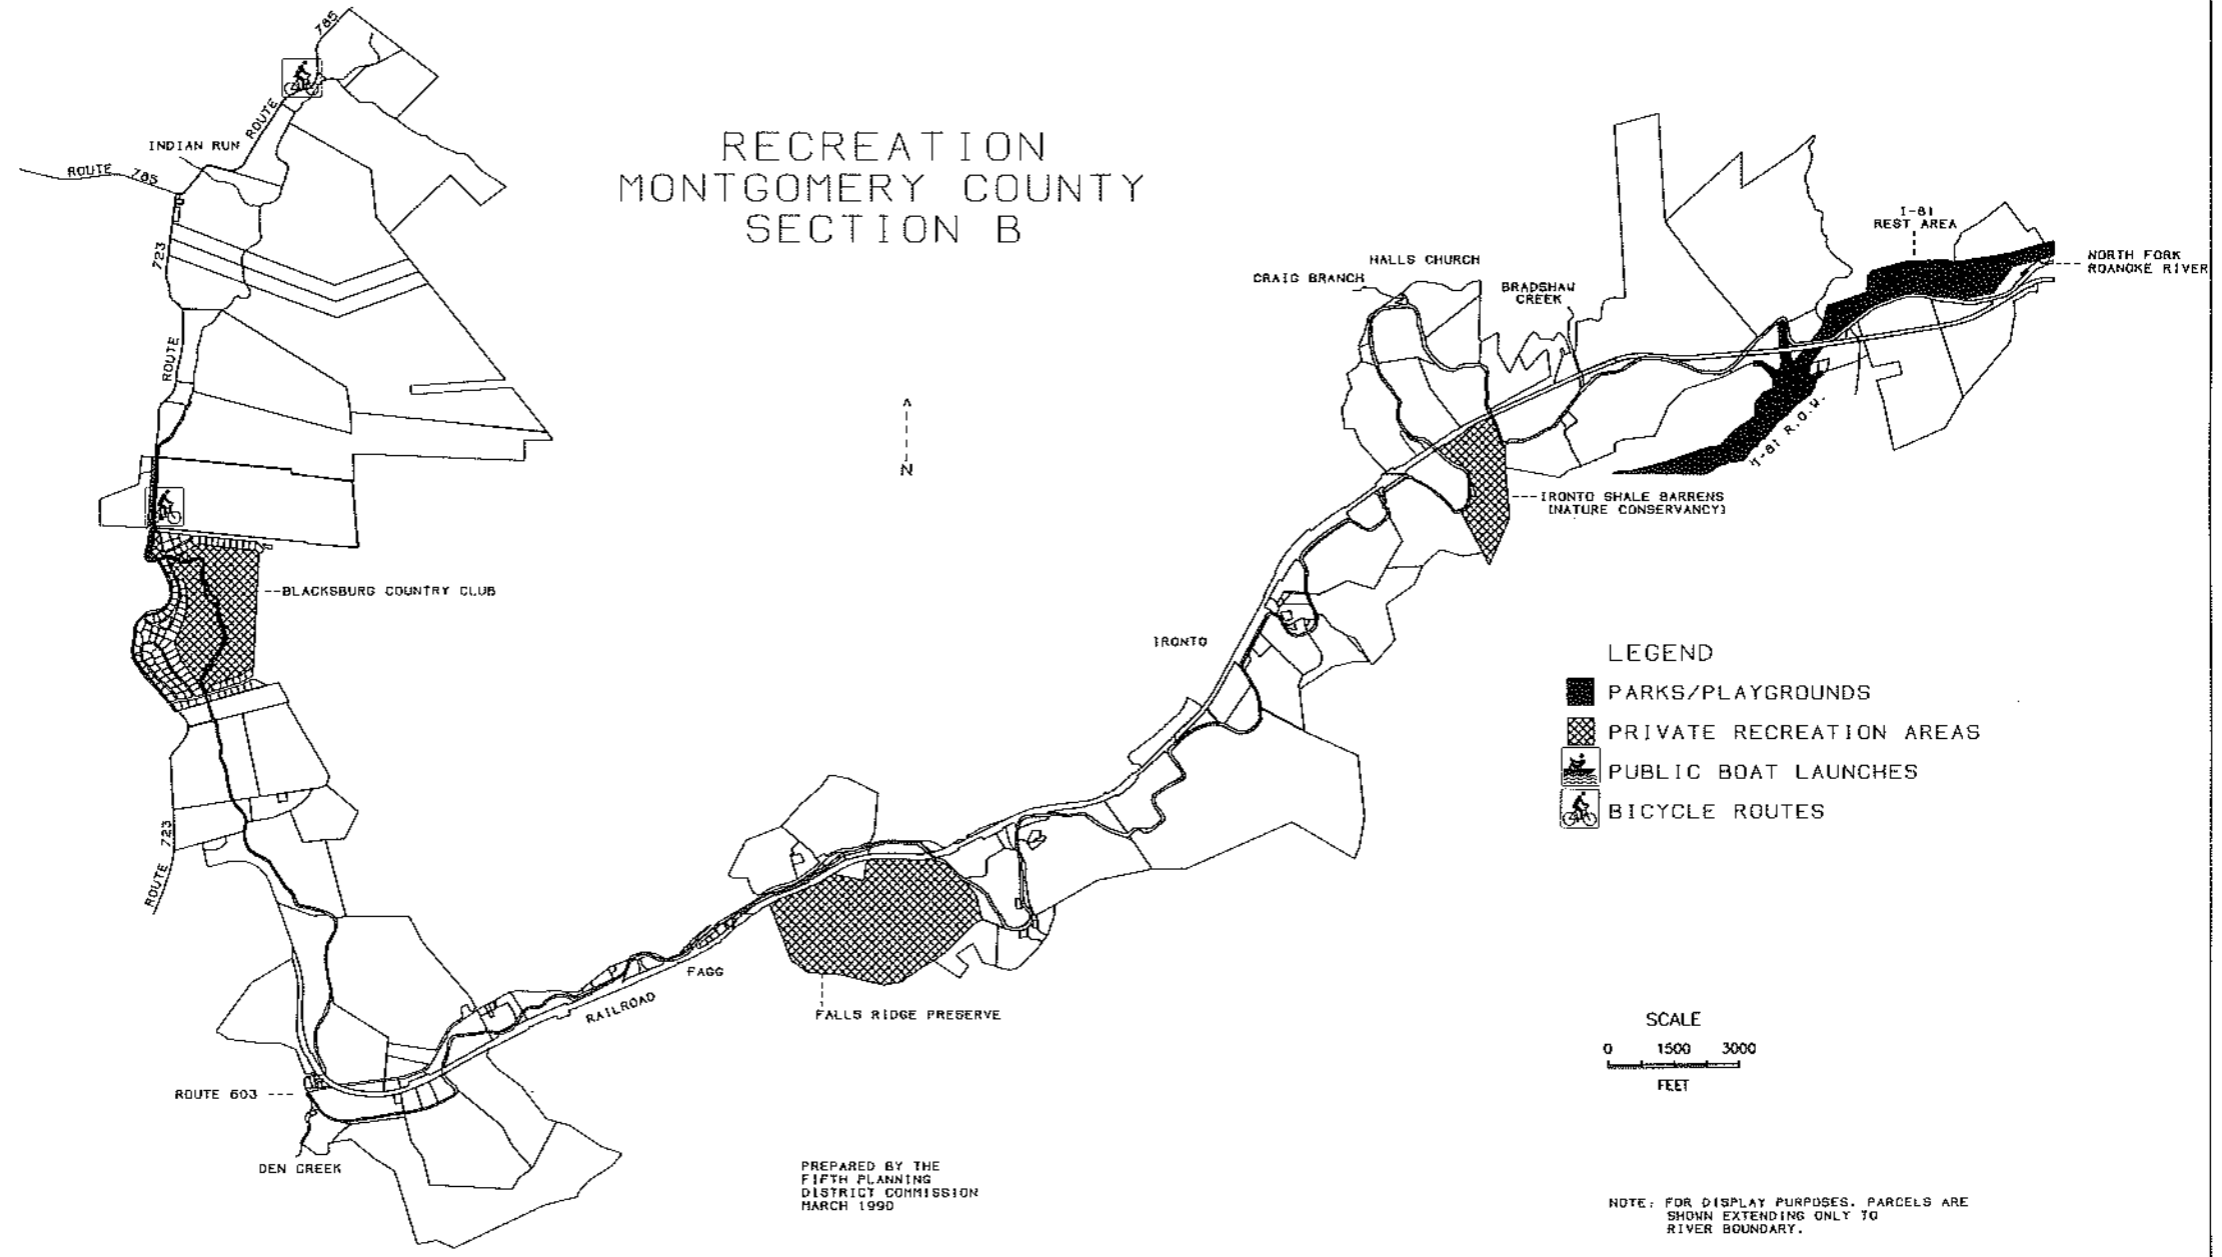 RECREATION
MONTGOMERY COUNTY
SECTION B
785
ROUTE
INDIAN RUN
ROUTE 785
723
ROUTE
BLACKSBURG COUNTRY CLUB
ROUTE 723
ROUTE 603
DEN CREEK
RAILROAD
FAGG
FALLS RIDGE PRESERVE
IRONTO
N
HALLS CHURCH
CRAIG BRANCH
BRADSHAW
CREEK
I-81
REST AREA
NORTH FORK
ROANOKE RIVER
I-81 R.O.W.
IRONTO SHALE BARRENS
(NATURE CONSERVANCY)
LEGEND
PARKS/PLAYGROUNDS
PRIVATE RECREATION AREAS
PUBLIC BOAT LAUNCHES
BICYCLE ROUTES
SCALE
0 1500 3000
FEET
PREPARED BY THE
FIFTH PLANNING
DISTRICT COMMISSION
MARCH 1990
NOTE: FOR DISPLAY PURPOSES. PARCELS ARE
SHOWN EXTENDING ONLY TO
RIVER BOUNDARY.